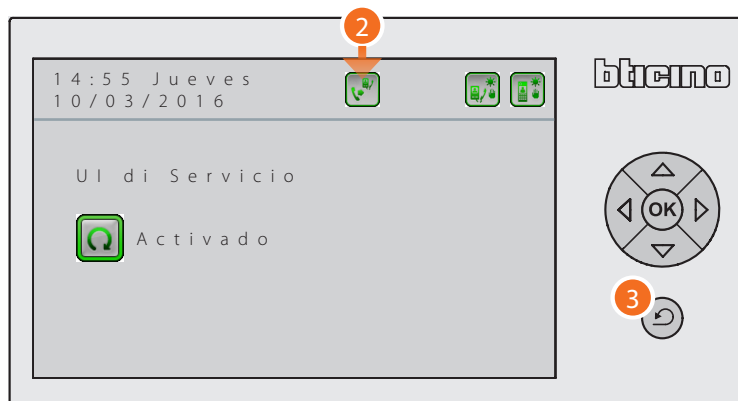 2
14:55 Jueves
10/03/2016
bticino
UI di Servicio
Activado
OK
3